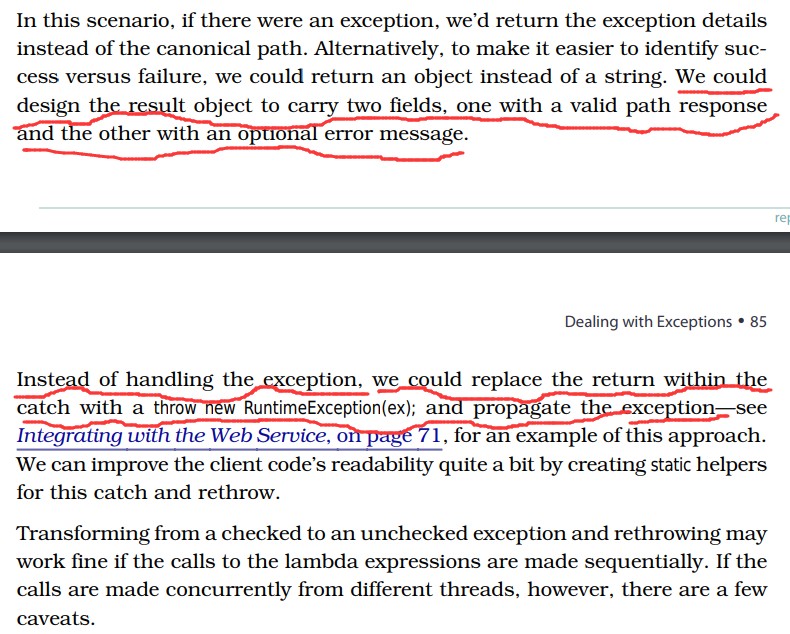 In this scenario, if there were an exception, we’d return the exception details
instead of the canonical path. Alternatively, to make it easier to identify suc-
cess versus failure, we could return an object instead of a string. We could
design the result object to carry two fields, one with a valid path response
and the other with an optional error message.
rep
Dealing with Exceptions • 85
Instead of handling the exception, we could replace the return within the
catch with a throw new RuntimeException(ex); and propagate the exception—see
Integrating with the Web Service, on page 71, for an example of this approach.
We can improve the client code’s readability quite a bit by creating static helpers
for this catch and rethrow.
Transforming from a checked to an unchecked exception and rethrowing may
work fine if the calls to the lambda expressions are made sequentially. If the
calls are made concurrently from different threads, however, there are a few
caveats.